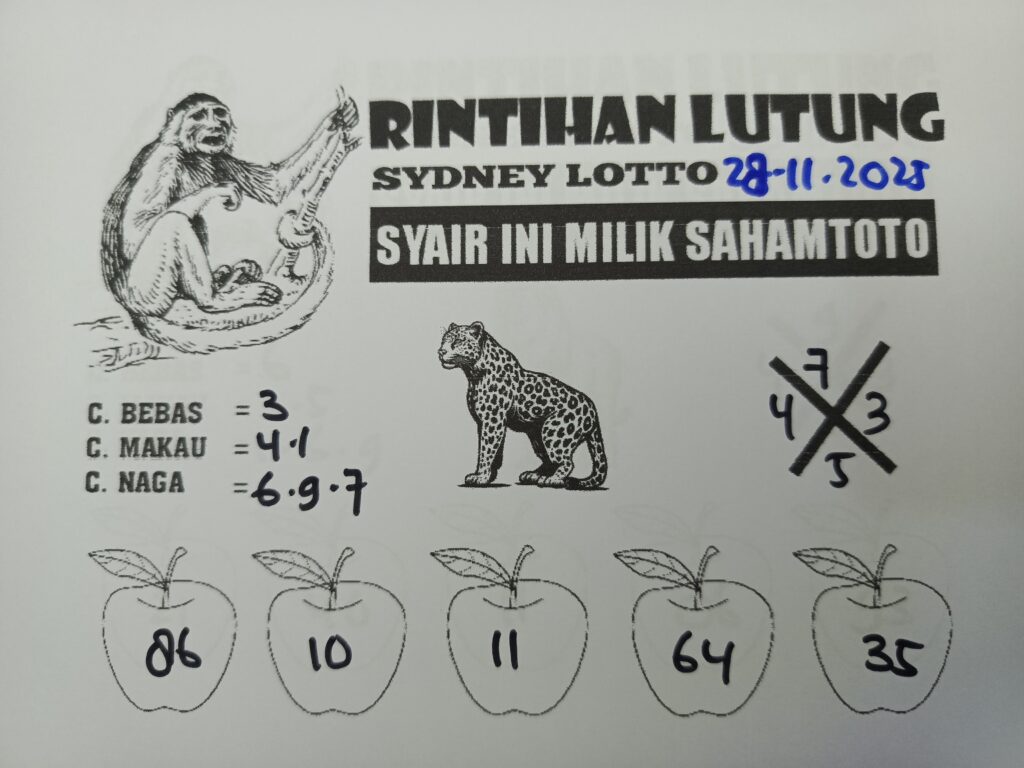 RINTIHAN LUTUNG
SYDNEY LOTTO 28-11.2025
SYAIR INI MILIK SAHAMTOTO
C. BEBAS = 3
C. MAKAU = 4.1
C. NAGA = 6.9.7
7
4 3
5
86 10 11 64 35